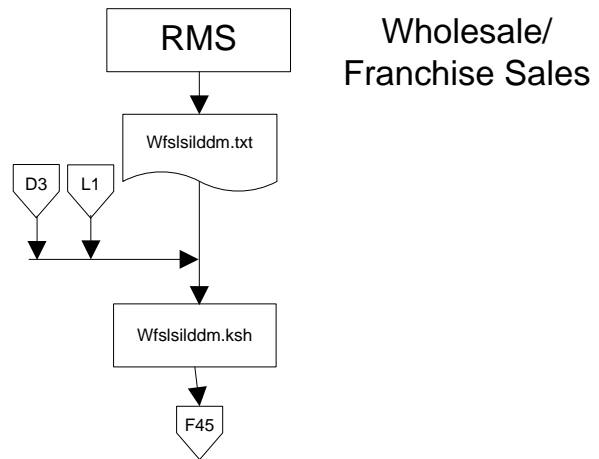 RMS
Wholesale/
Franchise Sales
Wfslsilddm.txt
D3
L1
Wfslsilddm.ksh
F45